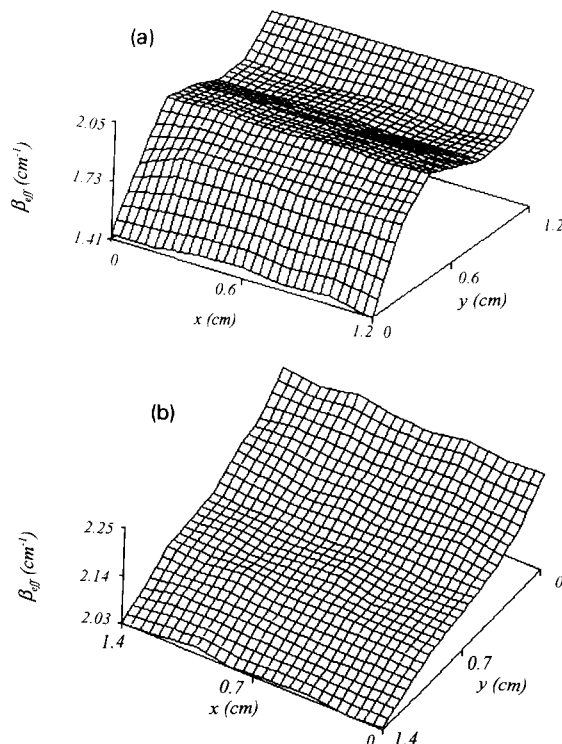 (a)
2.05
1.73
1.41
β_eff (cm⁻¹)
0
0.6
1.2
x (cm)
0
0.6
1.2
y (cm)
(b)
2.25
2.14
2.03
β_eff (cm⁻¹)
1.4
0.7
0
x (cm)
1.4
0.7
0
y (cm)